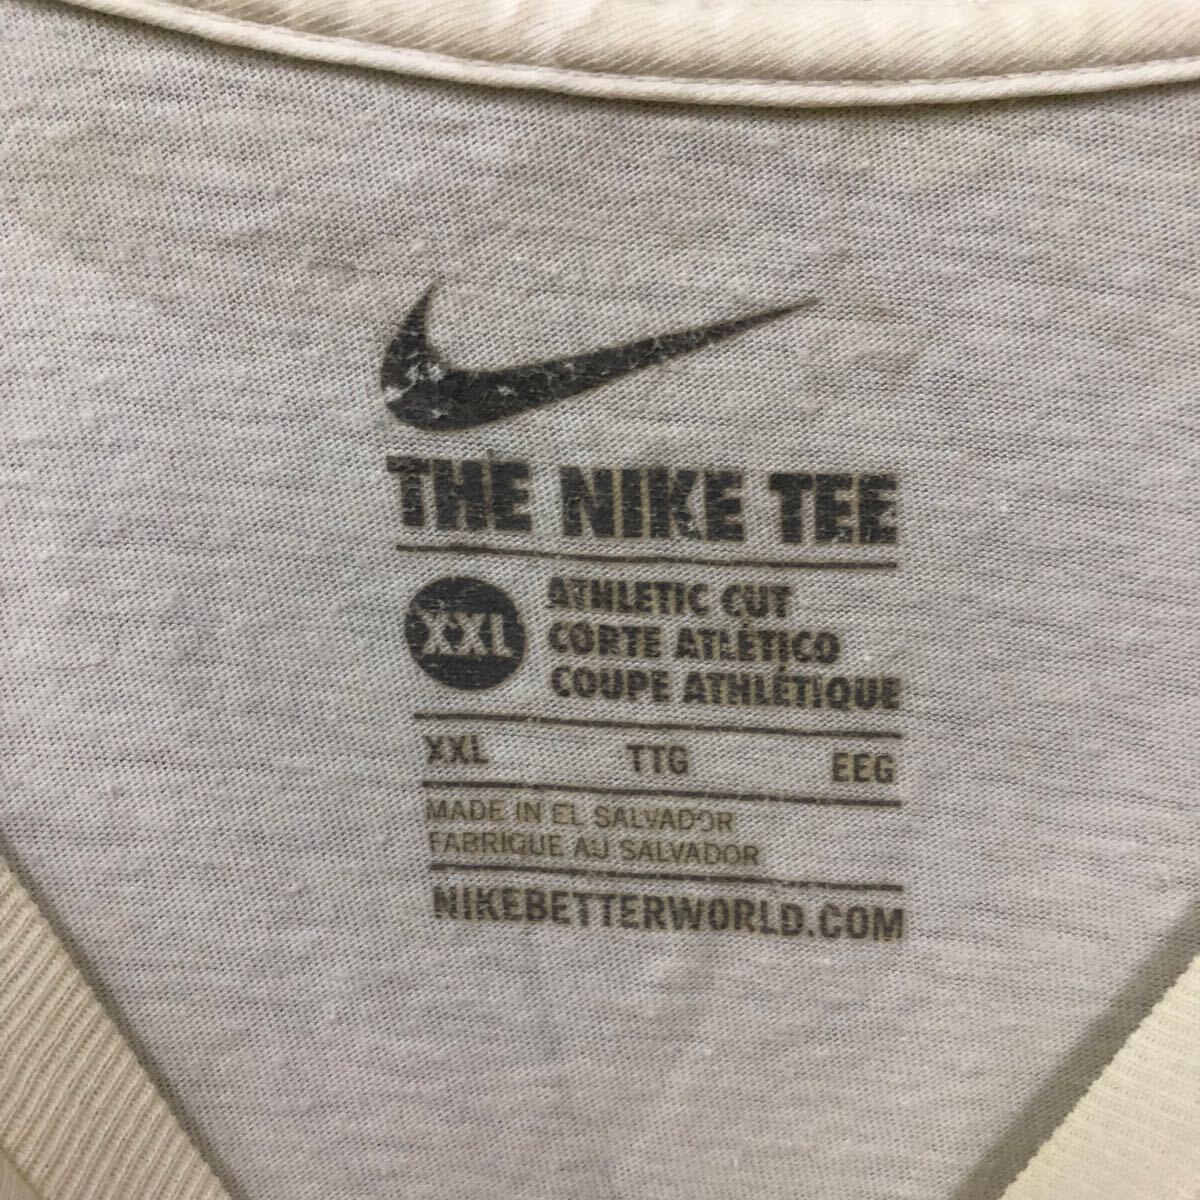 THE NIKE TEE
XXL
ATHLETIC CUT
CORTE ATLÉTICO
COUPE ATHLÉTIQUE
XXL TTG EEG
MADE IN EL SALVADOR
FABRIQUE AU SALVADOR
NIKEBETTERWORLD.COM